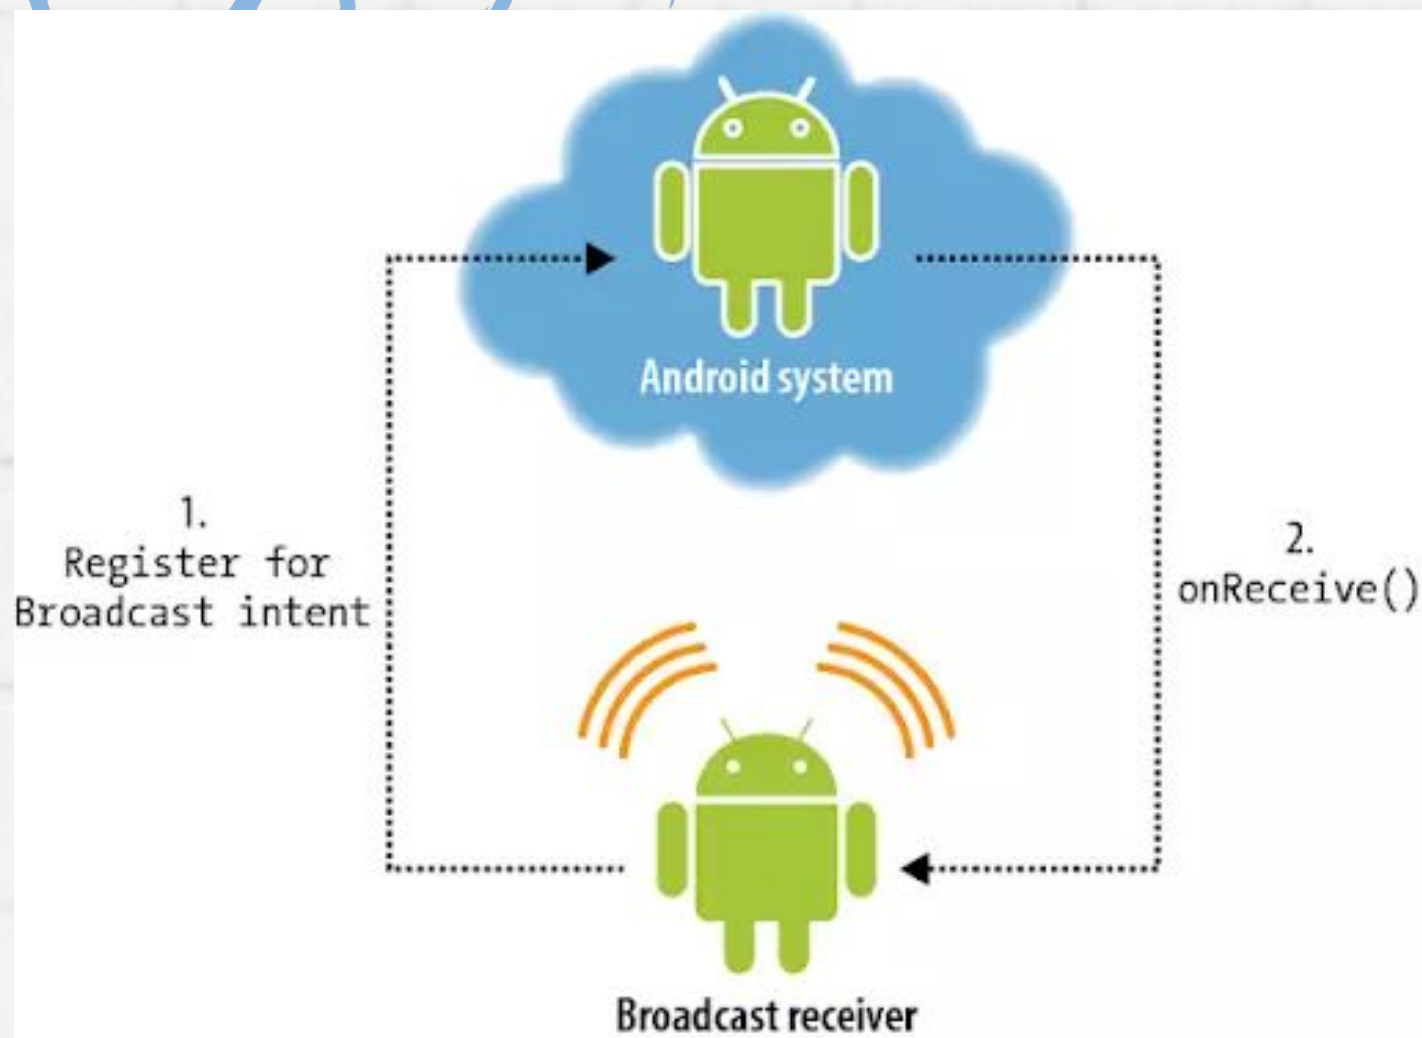 Android system
1.
Register for
Broadcast intent
2.
onReceive()
Broadcast receiver